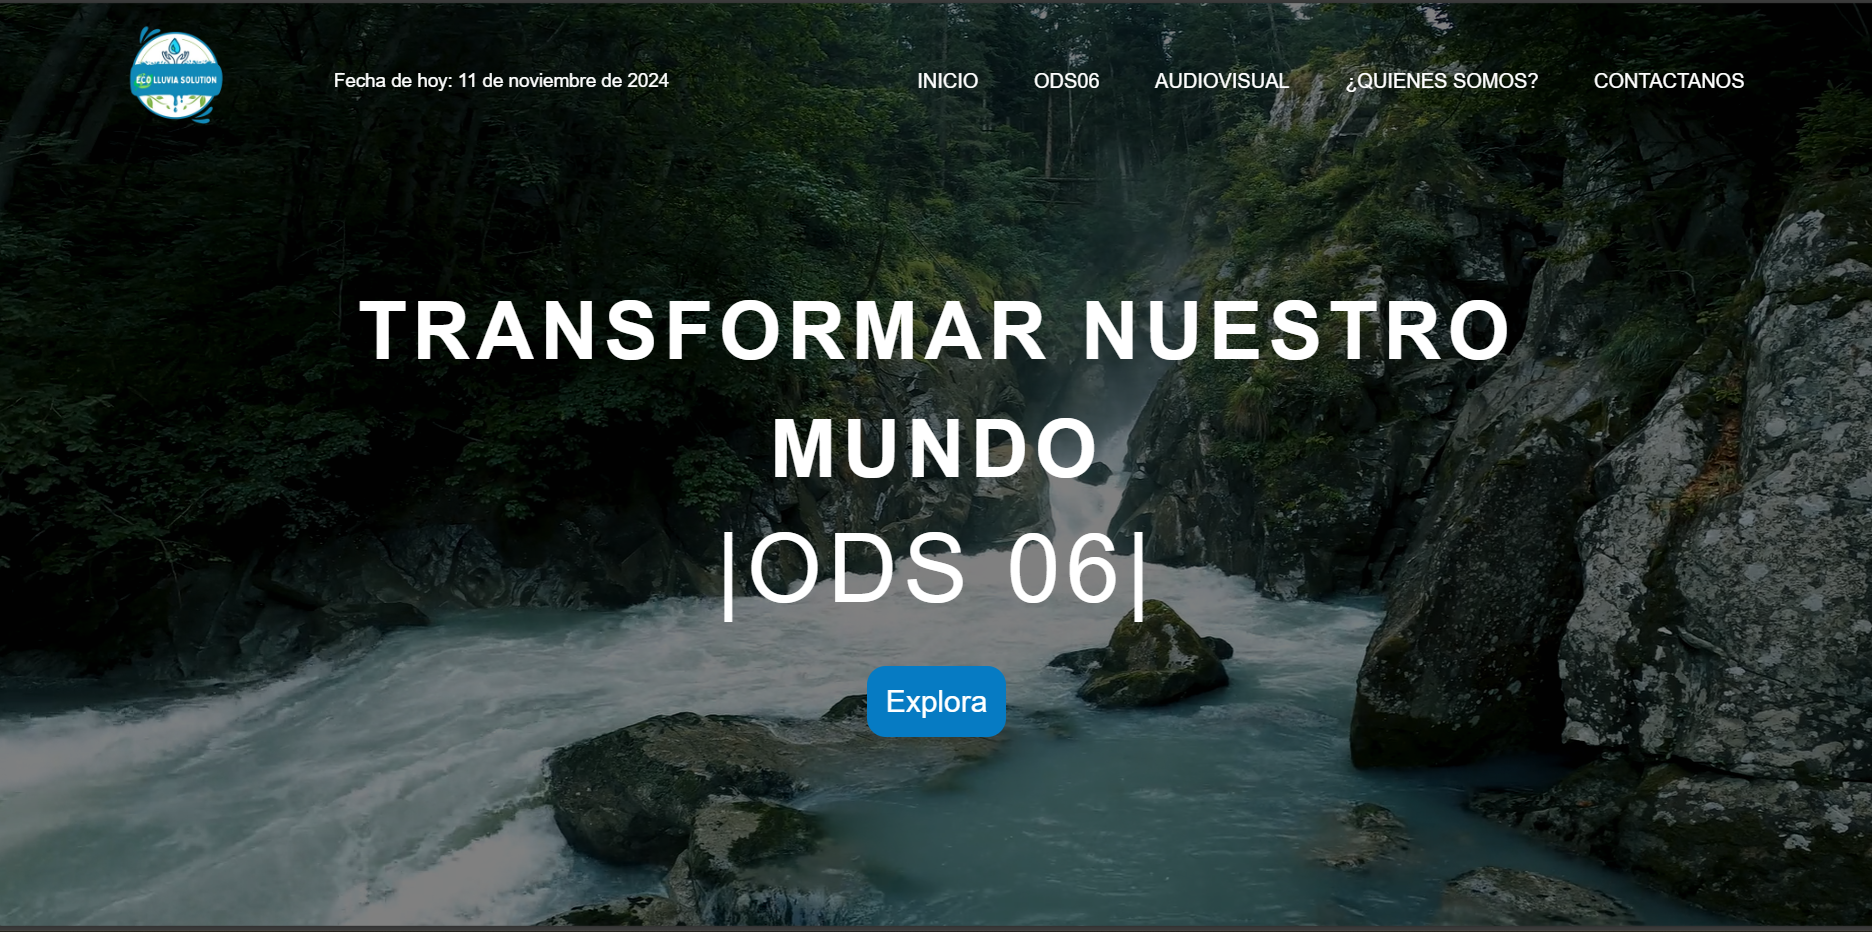 ECO LLUVIA SOLUTION
Fecha de hoy: 11 de noviembre de 2024
INICIO
ODS06
AUDIOVISUAL
¿QUIENES SOMOS?
CONTACTANOS
TRANSFORMAR NUESTRO
MUNDO
|ODS 06|
Explora